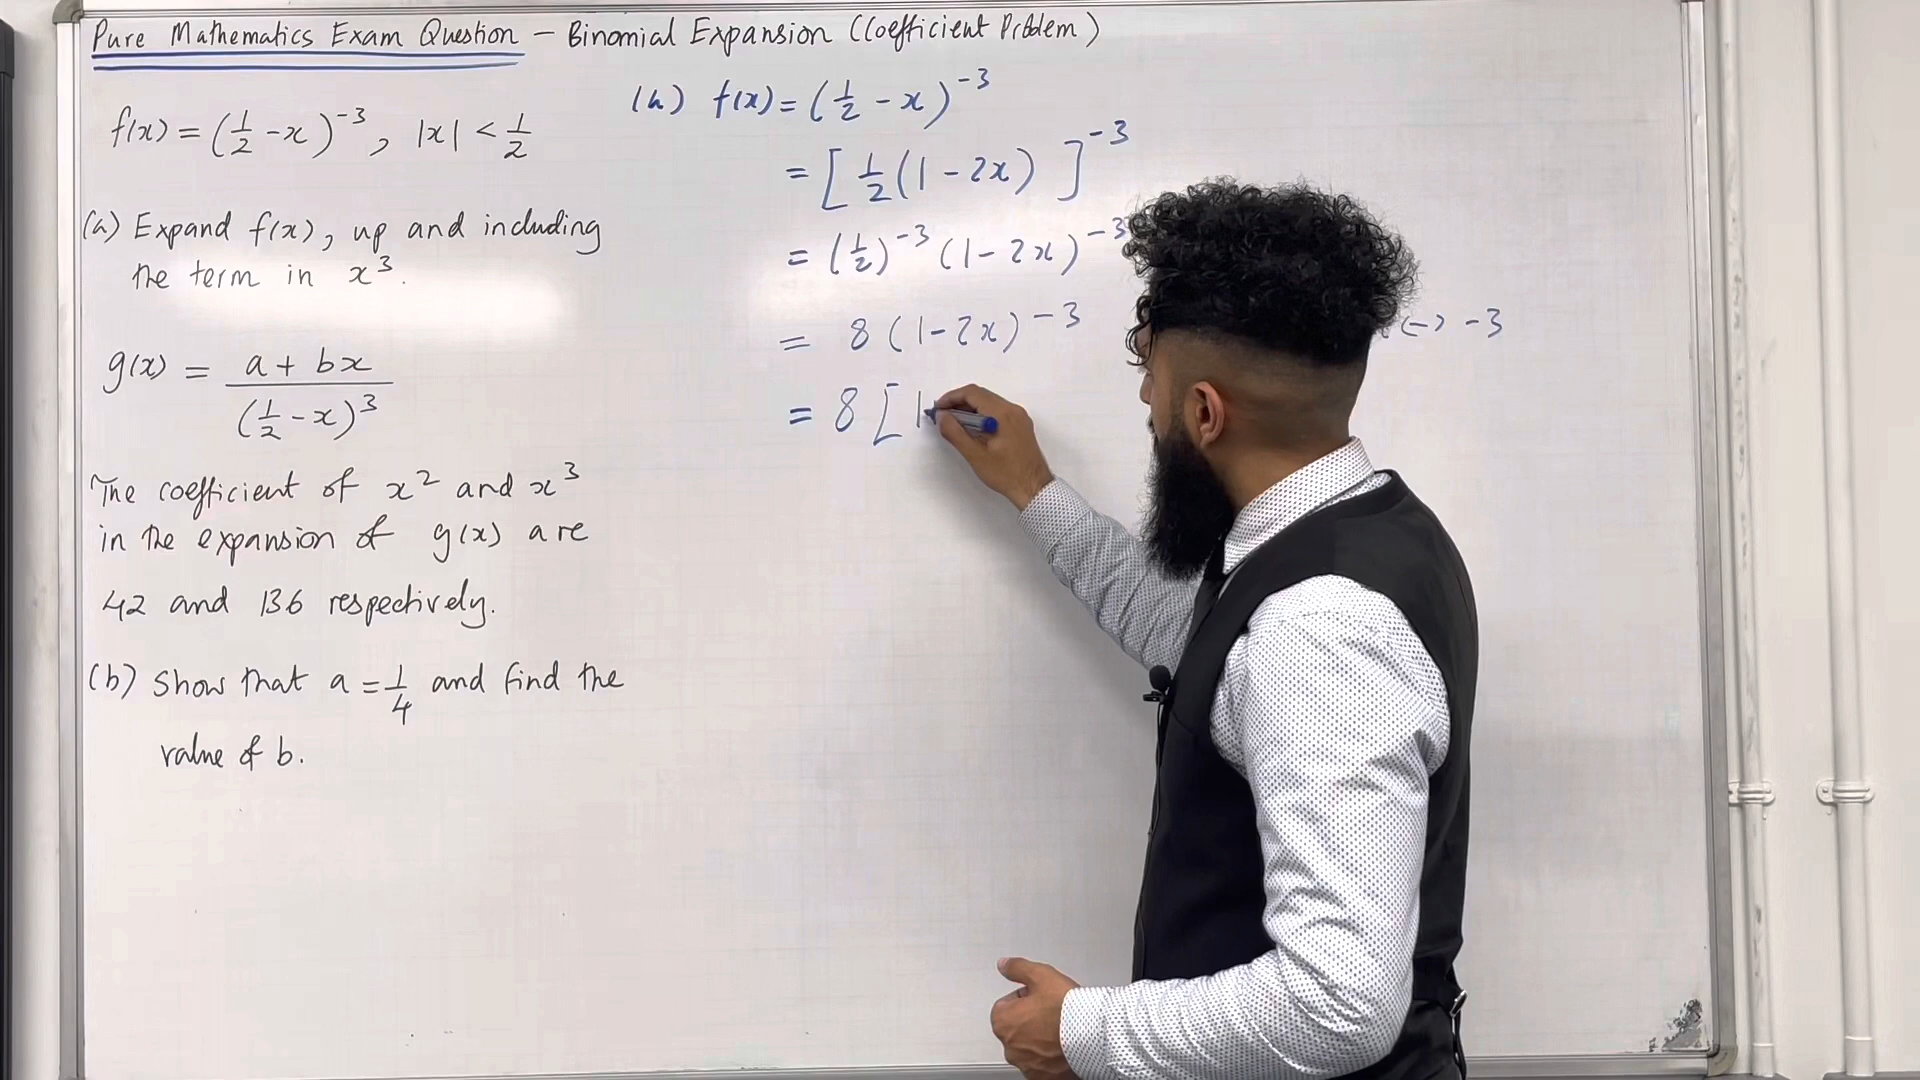 Pure Mathematics Exam Question – Binomial Expansion (Coefficient Problem)
f(x) = (1/2 - x)^-3, |x| < 1/2
(a) Expand f(x), up and including
the term in x^3.
g(x) = (a + bx)/(1/2 - x)^3
The coefficient of x^2 and x^3
in the expansion of g(x) are
42 and 136 respectively.
(b) Show that a = 1/4 and find the
value of b.
(a) f(x) = (1/2 - x)^-3
= [1/2(1 - 2x)]^-3
= (1/2)^-3 (1 - 2x)^-3
= 8(1 - 2x)^-3
-3
= 8[1